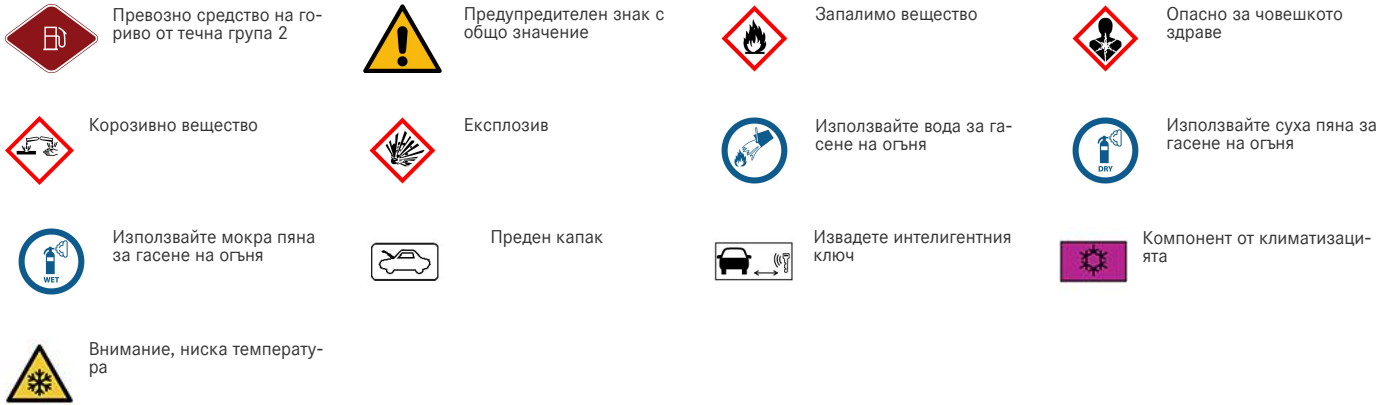 Превозно средство на го-
риво от течна група 2
Предупредителен знак с
общо значение
Запалимо вещество
Опасно за човешкото
здраве
Корозивно вещество
Експлозив
Използвайте вода за га-
сене на огъня
Използвайте суха пяна за
гасене на огъня
DRY
Използвайте мокра пяна
за гасене на огъня
WET
Преден капак
Извадете интелигентния
ключ
Компонент от климатизаци-
ята
Внимание, ниска температу-
ра